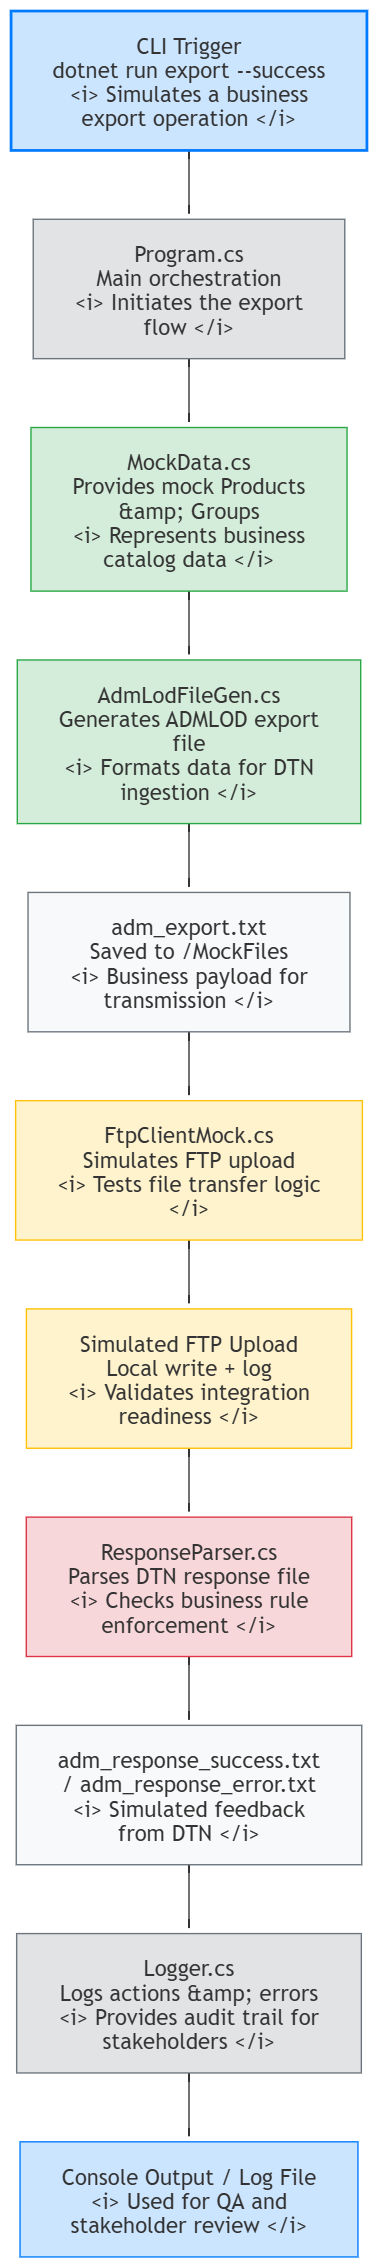 CLI Trigger
dotnet run export --success
<i> Simulates a business
export operation </i>
Program.cs
Main orchestration
<i> Initiates the export
flow </i>
MockData.cs
Provides mock Products
&amp; Groups
<i> Represents business
catalog data </i>
AdmLodFileGen.cs
Generates ADMLOD export
file
<i> Formats data for DTN
ingestion </i>
adm_export.txt
Saved to /MockFiles
<i> Business payload for
transmission </i>
FtpClientMock.cs
Simulates FTP upload
<i> Tests file transfer logic
</i>
Simulated FTP Upload
Local write + log
<i> Validates integration
readiness </i>
ResponseParser.cs
Parses DTN response file
<i> Checks business rule
enforcement </i>
adm_response_success.txt
/ adm_response_error.txt
<i> Simulated feedback
from DTN </i>
Logger.cs
Logs actions &amp; errors
<i> Provides audit trail for
stakeholders </i>
Console Output / Log File
<i> Used for QA and
stakeholder review </i>